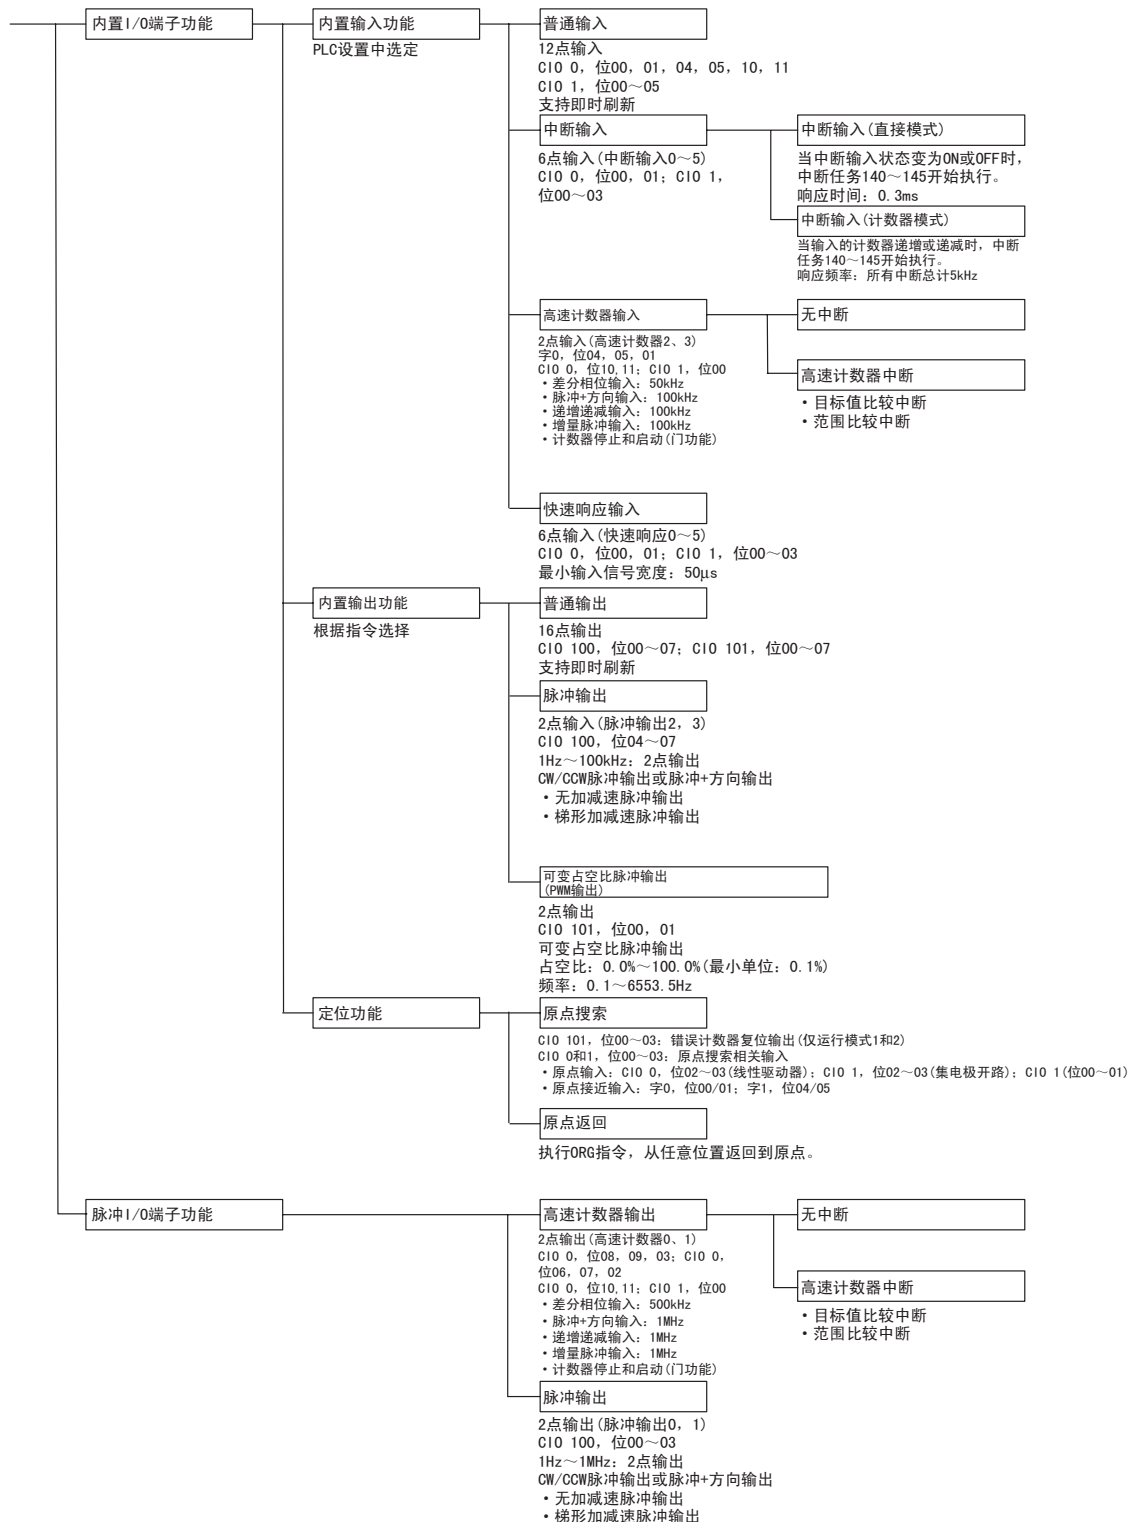 内置I/O端子功能
内置输入功能
PLC设置中选定
普通输入
12点输入
CIO 0，位00，01，04，05，10，11
CIO 1，位00～05
支持即时刷新
中断输入
6点输入(中断输入0～5)
CIO 0，位00，01；CIO 1，
位00～03
中断输入(直接模式)
当中断输入状态变为ON或OFF时，
中断任务140～145开始执行。
响应时间：0.3ms
中断输入(计数器模式)
当输入的计数器递增或递减时，中断
任务140～145开始执行。
响应频率：所有中断总计5kHz
高速计数器输入
2点输入(高速计数器2、3)
字0，位04，05，01
CIO 0，位10,11；CIO 1，位00
・差分相位输入：50kHz
・脉冲+方向输入：100kHz
・递增递减输入：100kHz
・增量脉冲输入：100kHz
・计数器停止和启动(门功能)
无中断
高速计数器中断
・目标值比较中断
・范围比较中断
快速响应输入
6点输入(快速响应0～5)
CIO 0，位00，01；CIO 1，位00～03
最小输入信号宽度：50μs
内置输出功能
根据指令选择
普通输出
16点输出
CIO 100，位00～07；CIO 101，位00～07
支持即时刷新
脉冲输出
2点输入(脉冲输出2，3)
CIO 100，位04～07
1Hz～100kHz：2点输出
CW/CCW脉冲输出或脉冲+方向输出
・无加减速脉冲输出
・梯形加减速脉冲输出
可变占空比脉冲输出
(PWM输出)
2点输出
CIO 101，位00，01
可变占空比脉冲输出
占空比：0.0%～100.0%(最小单位：0.1%)
频率：0.1～6553.5Hz
定位功能
原点搜索
CIO 101，位00～03：错误计数器复位输出(仅运行模式1和2)
CIO 0和1，位00～03：原点搜索相关输入
・原点输入：CIO 0，位02～03(线性驱动器)；CIO 1，位02～03(集电极开路)；CIO 1(位00～01)
・原点接近输入：字0，位00/01；字1，位04/05
原点返回
执行ORG指令，从任意位置返回到原点。
脉冲I/O端子功能
高速计数器输出
2点输出(高速计数器0、1)
CIO 0，位08，09，03；CIO 0，
位06，07，02
CIO 0，位10,11；CIO 1，位00
・差分相位输入：500kHz
・脉冲+方向输入：1MHz
・递增递减输入：1MHz
・增量脉冲输入：1MHz
・计数器停止和启动(门功能)
无中断
高速计数器中断
・目标值比较中断
・范围比较中断
脉冲输出
2点输出(脉冲输出0，1)
CIO 100，位00～03
1Hz～1MHz：2点输出
CW/CCW脉冲输出或脉冲+方向输出
・无加减速脉冲输出
・梯形加减速脉冲输出